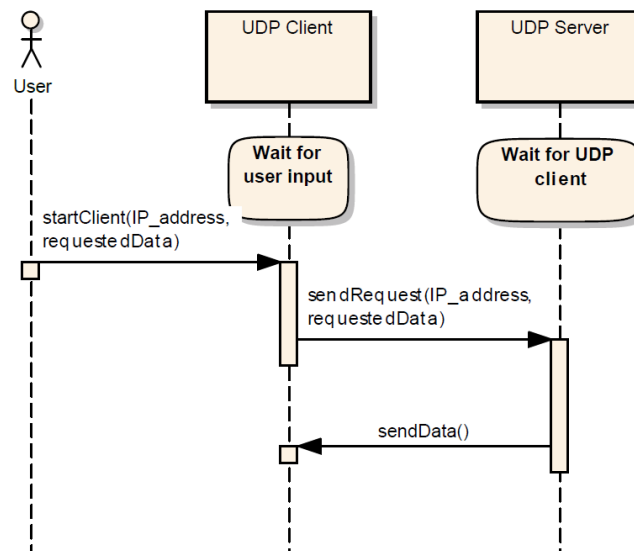 UDP Client
UDP Server
User
Wait for
user input
Wait for UDP
client
startClient(IP_address,
requestedData)
sendRequest(IP_address,
requestedData)
sendData()